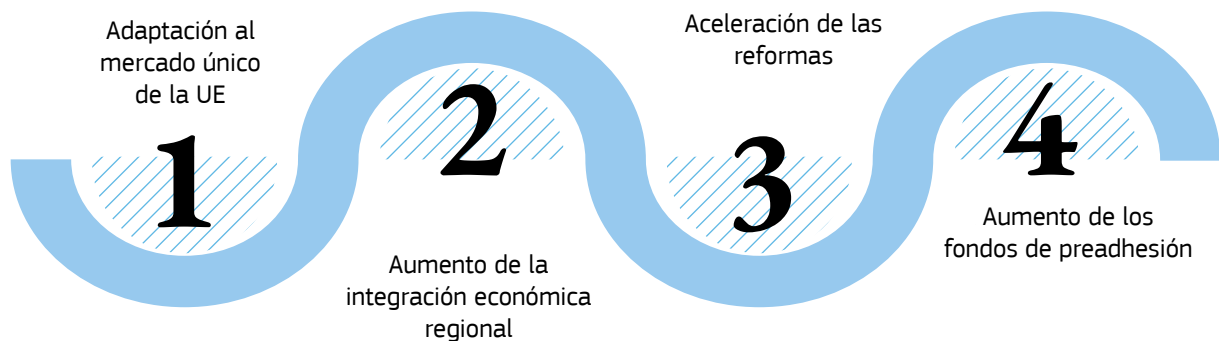 Adaptación al
mercado único
de la UE
1
2
Aumento de la
integración económica
regional
Aceleración de las
reformas
3
4
Aumento de los
fondos de preadhesión